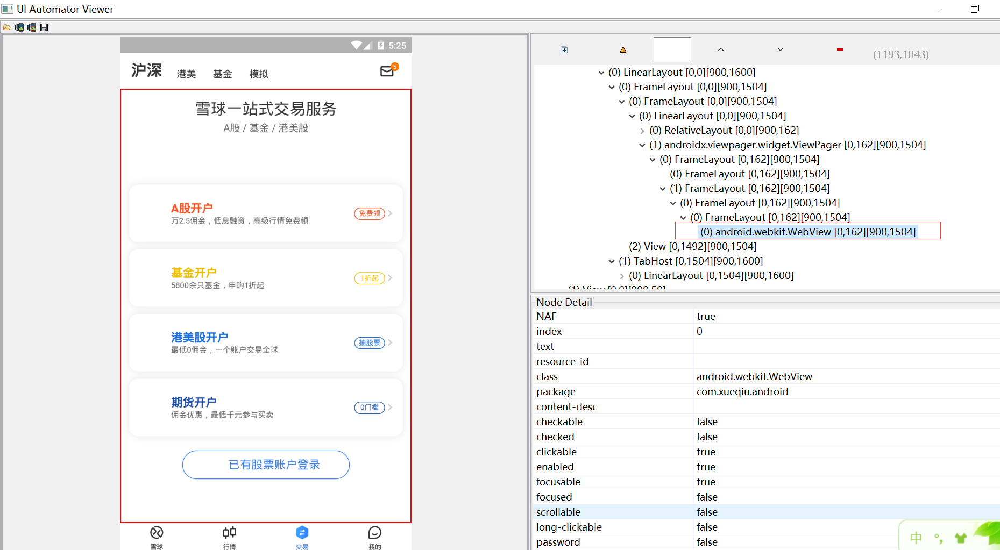 UI Automator Viewer
5:25
沪深
港美
基金
模拟
5
雪球一站式交易服务
A股 / 基金 / 港美股
A股开户
万2.5佣金，低息融资，高级行情免费领
免费领
基金开户
5800余只基金，申购1折起
1折起
港美股开户
最低0佣金，一个账户交易全球
抽股票
期货开户
佣金优惠，最低千元参与买卖
0门槛
已有股票账户登录
雪球
行情
交易
我的
(1193,1043)
(0) LinearLayout [0,0][900,1600]
(0) FrameLayout [0,0][900,1504]
(0) FrameLayout [0,0][900,1504]
(0) LinearLayout [0,0][900,1504]
(0) RelativeLayout [0,0][900,162]
(1) androidx.viewpager.widget.ViewPager [0,162][900,1504]
(0) FrameLayout [0,162][900,1504]
(0) FrameLayout [0,162][900,1504]
(1) FrameLayout [0,162][900,1504]
(0) FrameLayout [0,162][900,1504]
(0) FrameLayout [0,162][900,1504]
(0) android.webkit.WebView [0,162][900,1504]
(2) View [0,1492][900,1504]
(1) TabHost [0,1504][900,1600]
(0) LinearLayout [0,1504][900,1600]
(1) View [0,0][900,50]
Node Detail
NAF true
index 0
text
resource-id
class android.webkit.WebView
package com.xueqiu.android
content-desc
checkable false
checked false
clickable true
enabled true
focusable true
focused false
scrollable false
long-clickable false
password false
中 °,